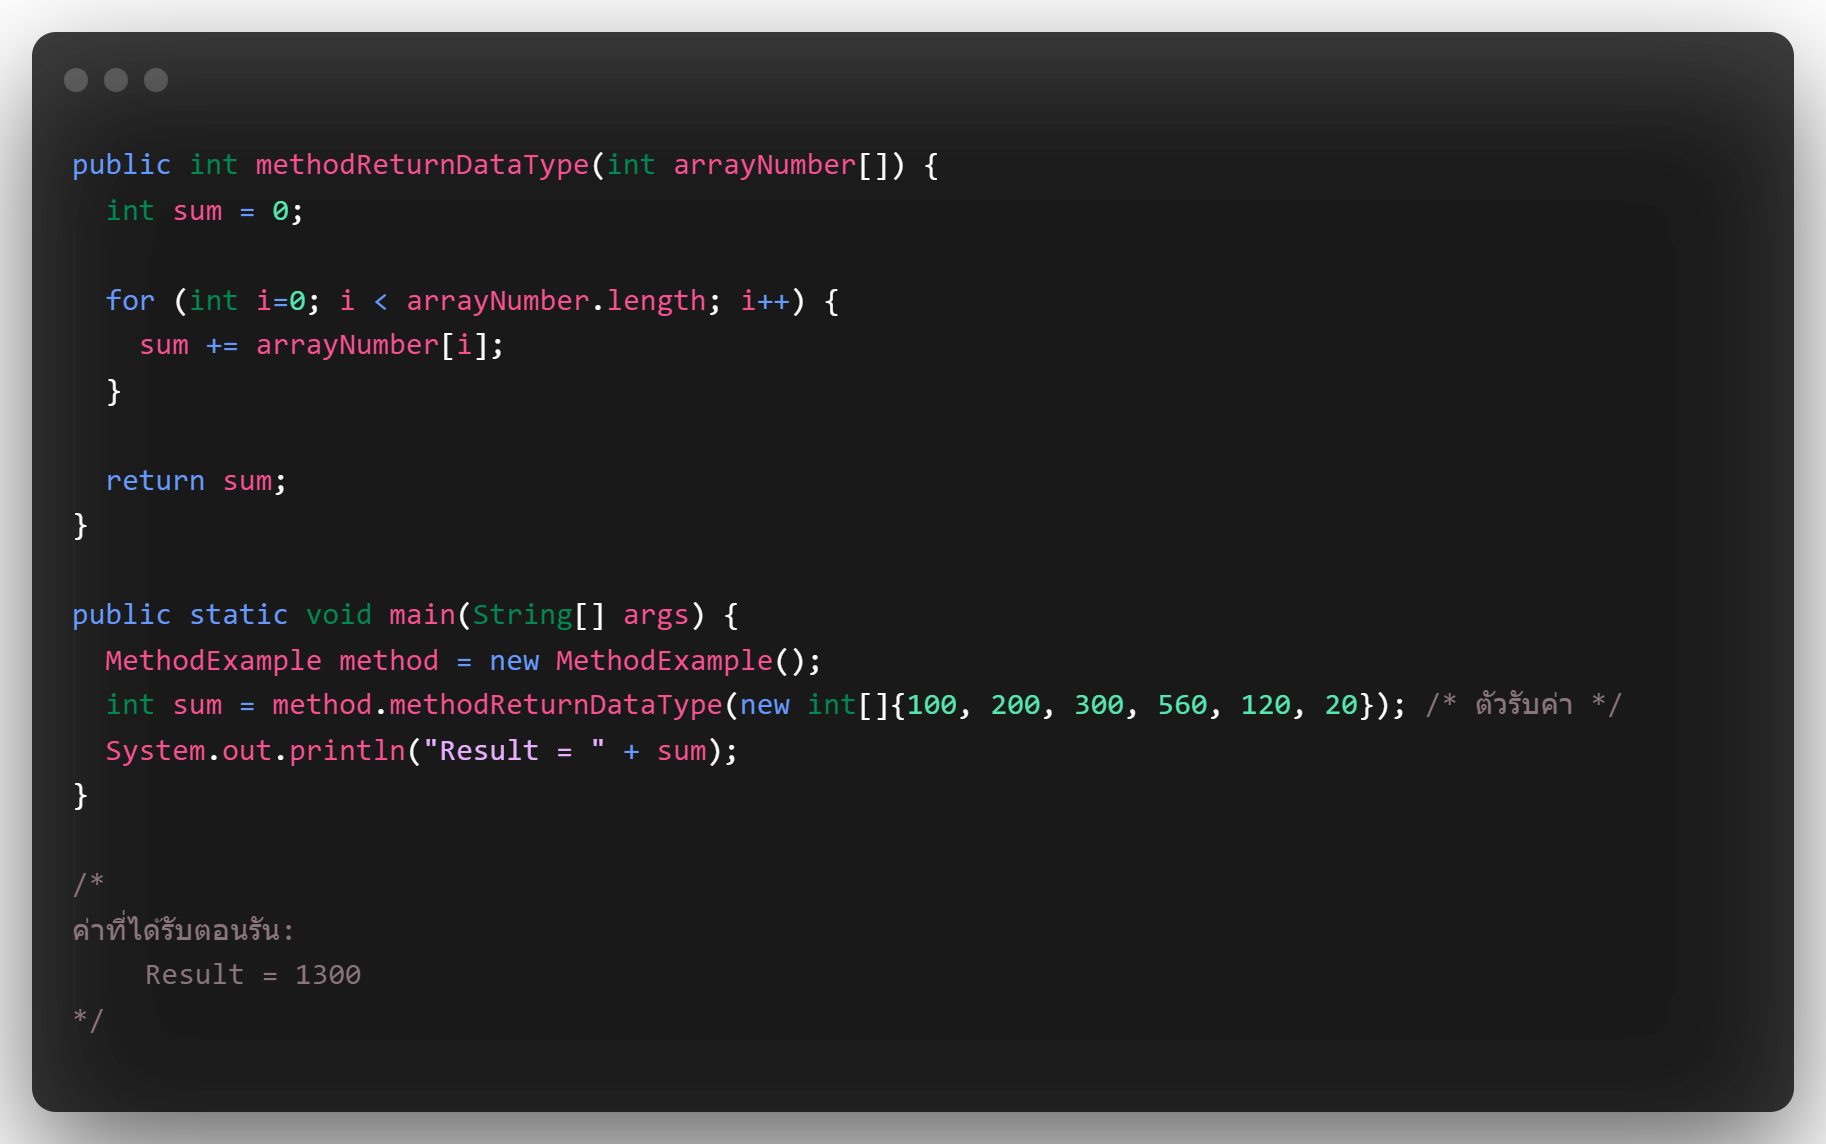 public int methodReturnDataType(int arrayNumber[]) {
  int sum = 0;
  for (int i=0; i < arrayNumber.length; i++) {
    sum += arrayNumber[i];
  }
  return sum;
}
public static void main(String[] args) {
  MethodExample method = new MethodExample();
  int sum = method.methodReturnDataType(new int[]{100, 200, 300, 560, 120, 20}); /* ตัวรับค่า */
  System.out.println("Result = " + sum);
}
/*
ค่าที่ได้รับตอนรัน:
    Result = 1300
*/